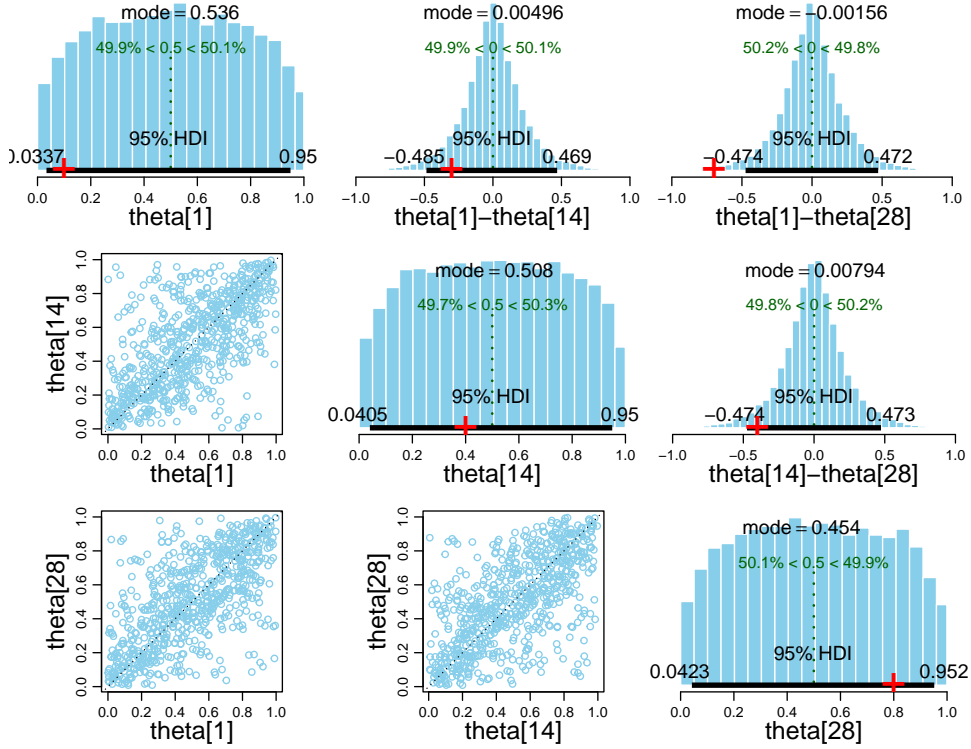 mode = 0.536
49.9% < 0.5 < 50.1%
95% HDI
0.0337 0.95
0.0 0.2 0.4 0.6 0.8 1.0
theta[1]
mode = 0.00496
49.9% < 0 < 50.1%
95% HDI
−0.485 0.469
−1.0 −0.5 0.0 0.5 1.0
theta[1]−theta[14]
mode = −0.00156
50.2% < 0 < 49.8%
95% HDI
−0.474 0.472
−1.0 −0.5 0.0 0.5 1.0
theta[1]−theta[28]
theta[14]
0.0 0.2 0.4 0.6 0.8 1.0
0.0 0.2 0.4 0.6 0.8 1.0
theta[1]
mode = 0.508
49.7% < 0.5 < 50.3%
95% HDI
0.0405 0.95
0.0 0.2 0.4 0.6 0.8 1.0
theta[14]
mode = 0.00794
49.8% < 0 < 50.2%
95% HDI
−0.474 0.473
−1.0 −0.5 0.0 0.5 1.0
theta[14]−theta[28]
theta[28]
0.0 0.2 0.4 0.6 0.8 1.0
0.0 0.2 0.4 0.6 0.8 1.0
theta[1]
theta[28]
0.0 0.2 0.4 0.6 0.8 1.0
0.0 0.2 0.4 0.6 0.8 1.0
theta[14]
mode = 0.454
50.1% < 0.5 < 49.9%
95% HDI
0.0423 0.952
0.0 0.2 0.4 0.6 0.8 1.0
theta[28]